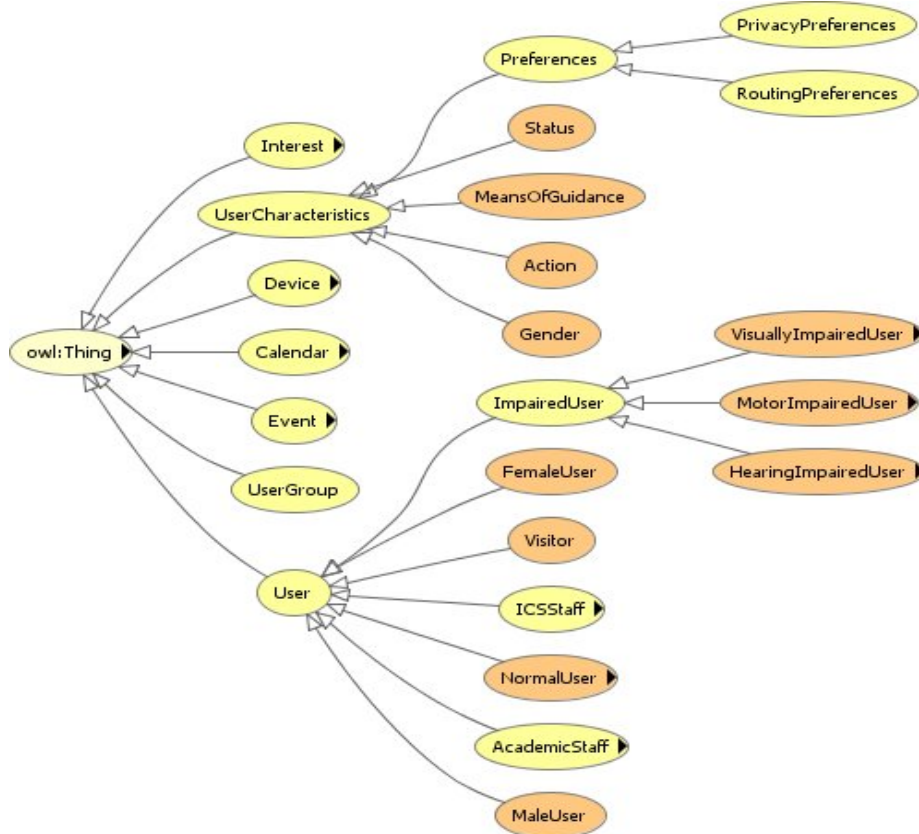 PrivacyPreferences
Preferences
RoutingPreferences
Status
Interest
MeansOfGuidance
UserCharacteristics
Action
Device
Gender
VisuallyImpairedUser
owl:Thing
Calendar
ImpairedUser
MotorImpairedUser
Event
FemaleUser
HearingImpairedUser
UserGroup
Visitor
User
ICSStaff
NormalUser
AcademicStaff
MaleUser